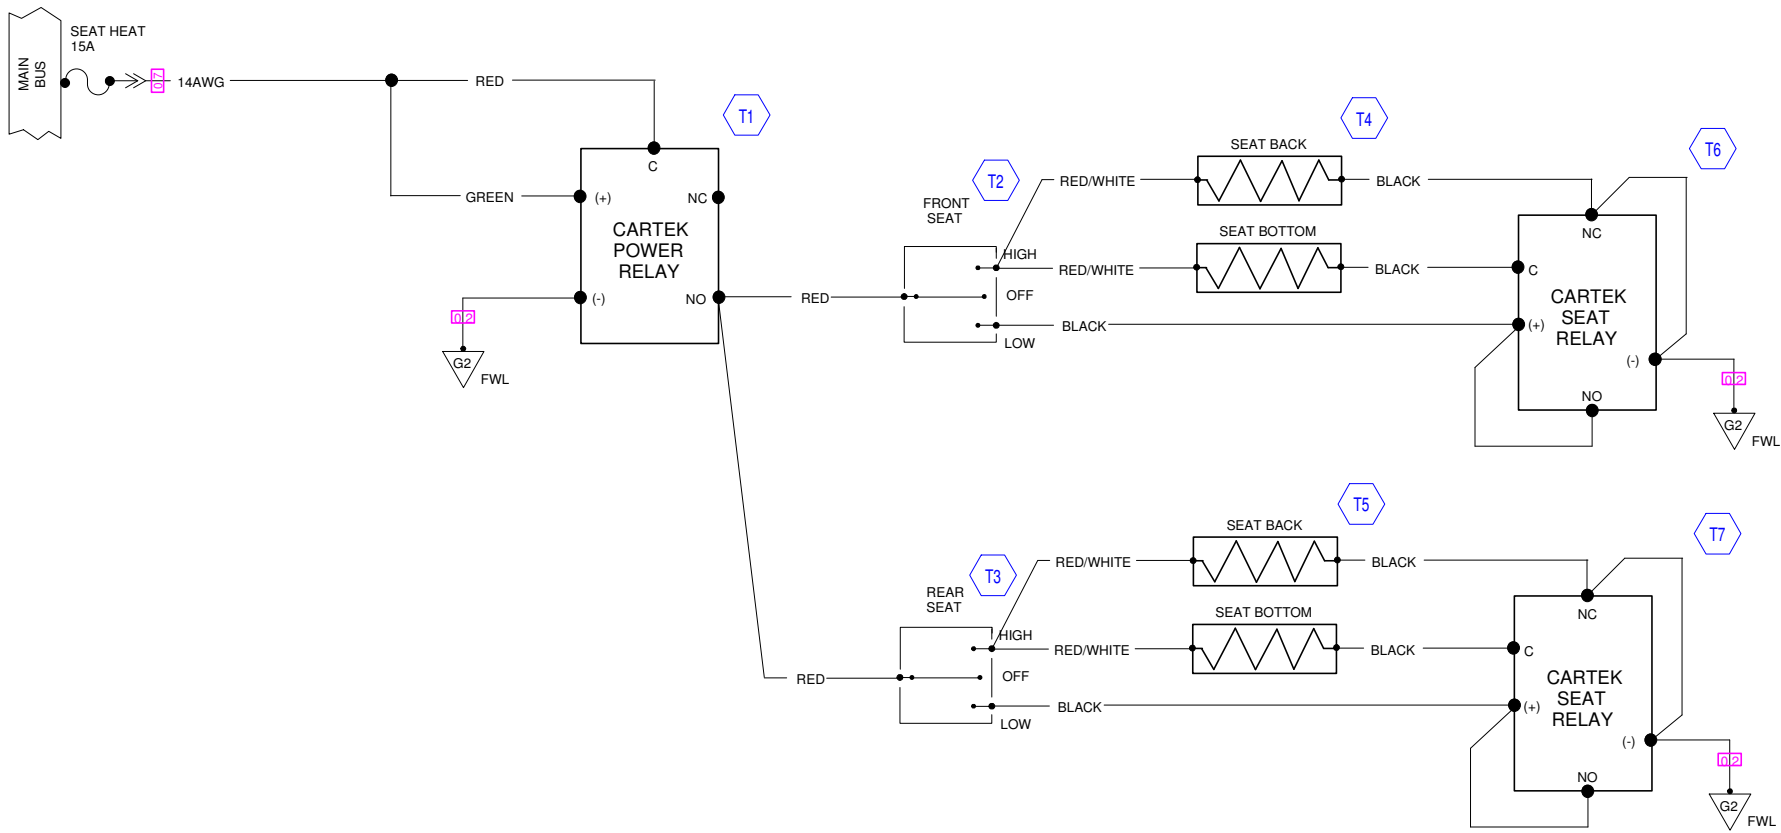 SEAT HEAT
15A
MAIN
BUS
07
14AWG
RED
T1
C
GREEN
(+)
NC
CARTEK
POWER
RELAY
(-)
NO
02
G2
FWL
RED
T2
FRONT
SEAT
HIGH
OFF
LOW
RED/WHITE
SEAT BACK
T4
BLACK
T6
RED/WHITE
SEAT BOTTOM
BLACK
BLACK
NC
C
CARTEK
SEAT
RELAY
(+)
(-)
NO
02
G2
FWL
RED
T3
REAR
SEAT
HIGH
OFF
LOW
RED/WHITE
SEAT BACK
T5
BLACK
T7
RED/WHITE
SEAT BOTTOM
BLACK
BLACK
NC
C
CARTEK
SEAT
RELAY
(+)
(-)
NO
02
G2
FWL